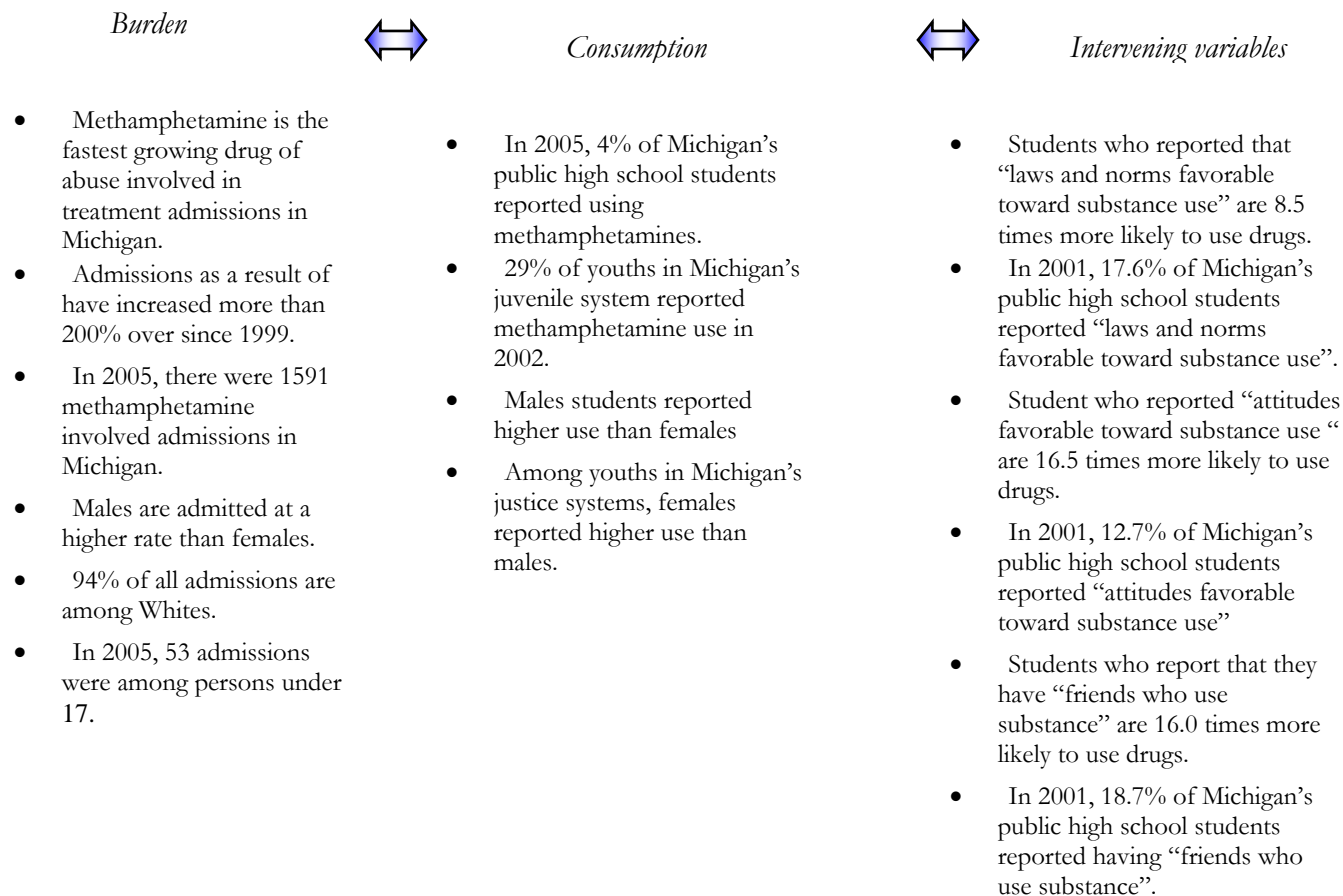 Burden
• Methamphetamine is the
fastest growing drug of
abuse involved in
treatment admissions in
Michigan.
• Admissions as a result of
have increased more than
200% over since 1999.
• In 2005, there were 1591
methamphetamine
involved admissions in
Michigan.
• Males are admitted at a
higher rate than females.
• 94% of all admissions are
among Whites.
• In 2005, 53 admissions
were among persons under
17.
Consumption
• In 2005, 4% of Michigan’s
public high school students
reported using
methamphetamines.
• 29% of youths in Michigan’s
juvenile system reported
methamphetamine use in
2002.
• Males students reported
higher use than females
• Among youths in Michigan’s
justice systems, females
reported higher use than
males.
Intervening variables
• Students who reported that
“laws and norms favorable
toward substance use” are 8.5
times more likely to use drugs.
• In 2001, 17.6% of Michigan’s
public high school students
reported “laws and norms
favorable toward substance use”.
• Student who reported “attitudes
favorable toward substance use “
are 16.5 times more likely to use
drugs.
• In 2001, 12.7% of Michigan’s
public high school students
reported “attitudes favorable
toward substance use”
• Students who report that they
have “friends who use
substance” are 16.0 times more
likely to use drugs.
• In 2001, 18.7% of Michigan’s
public high school students
reported having “friends who
use substance”.